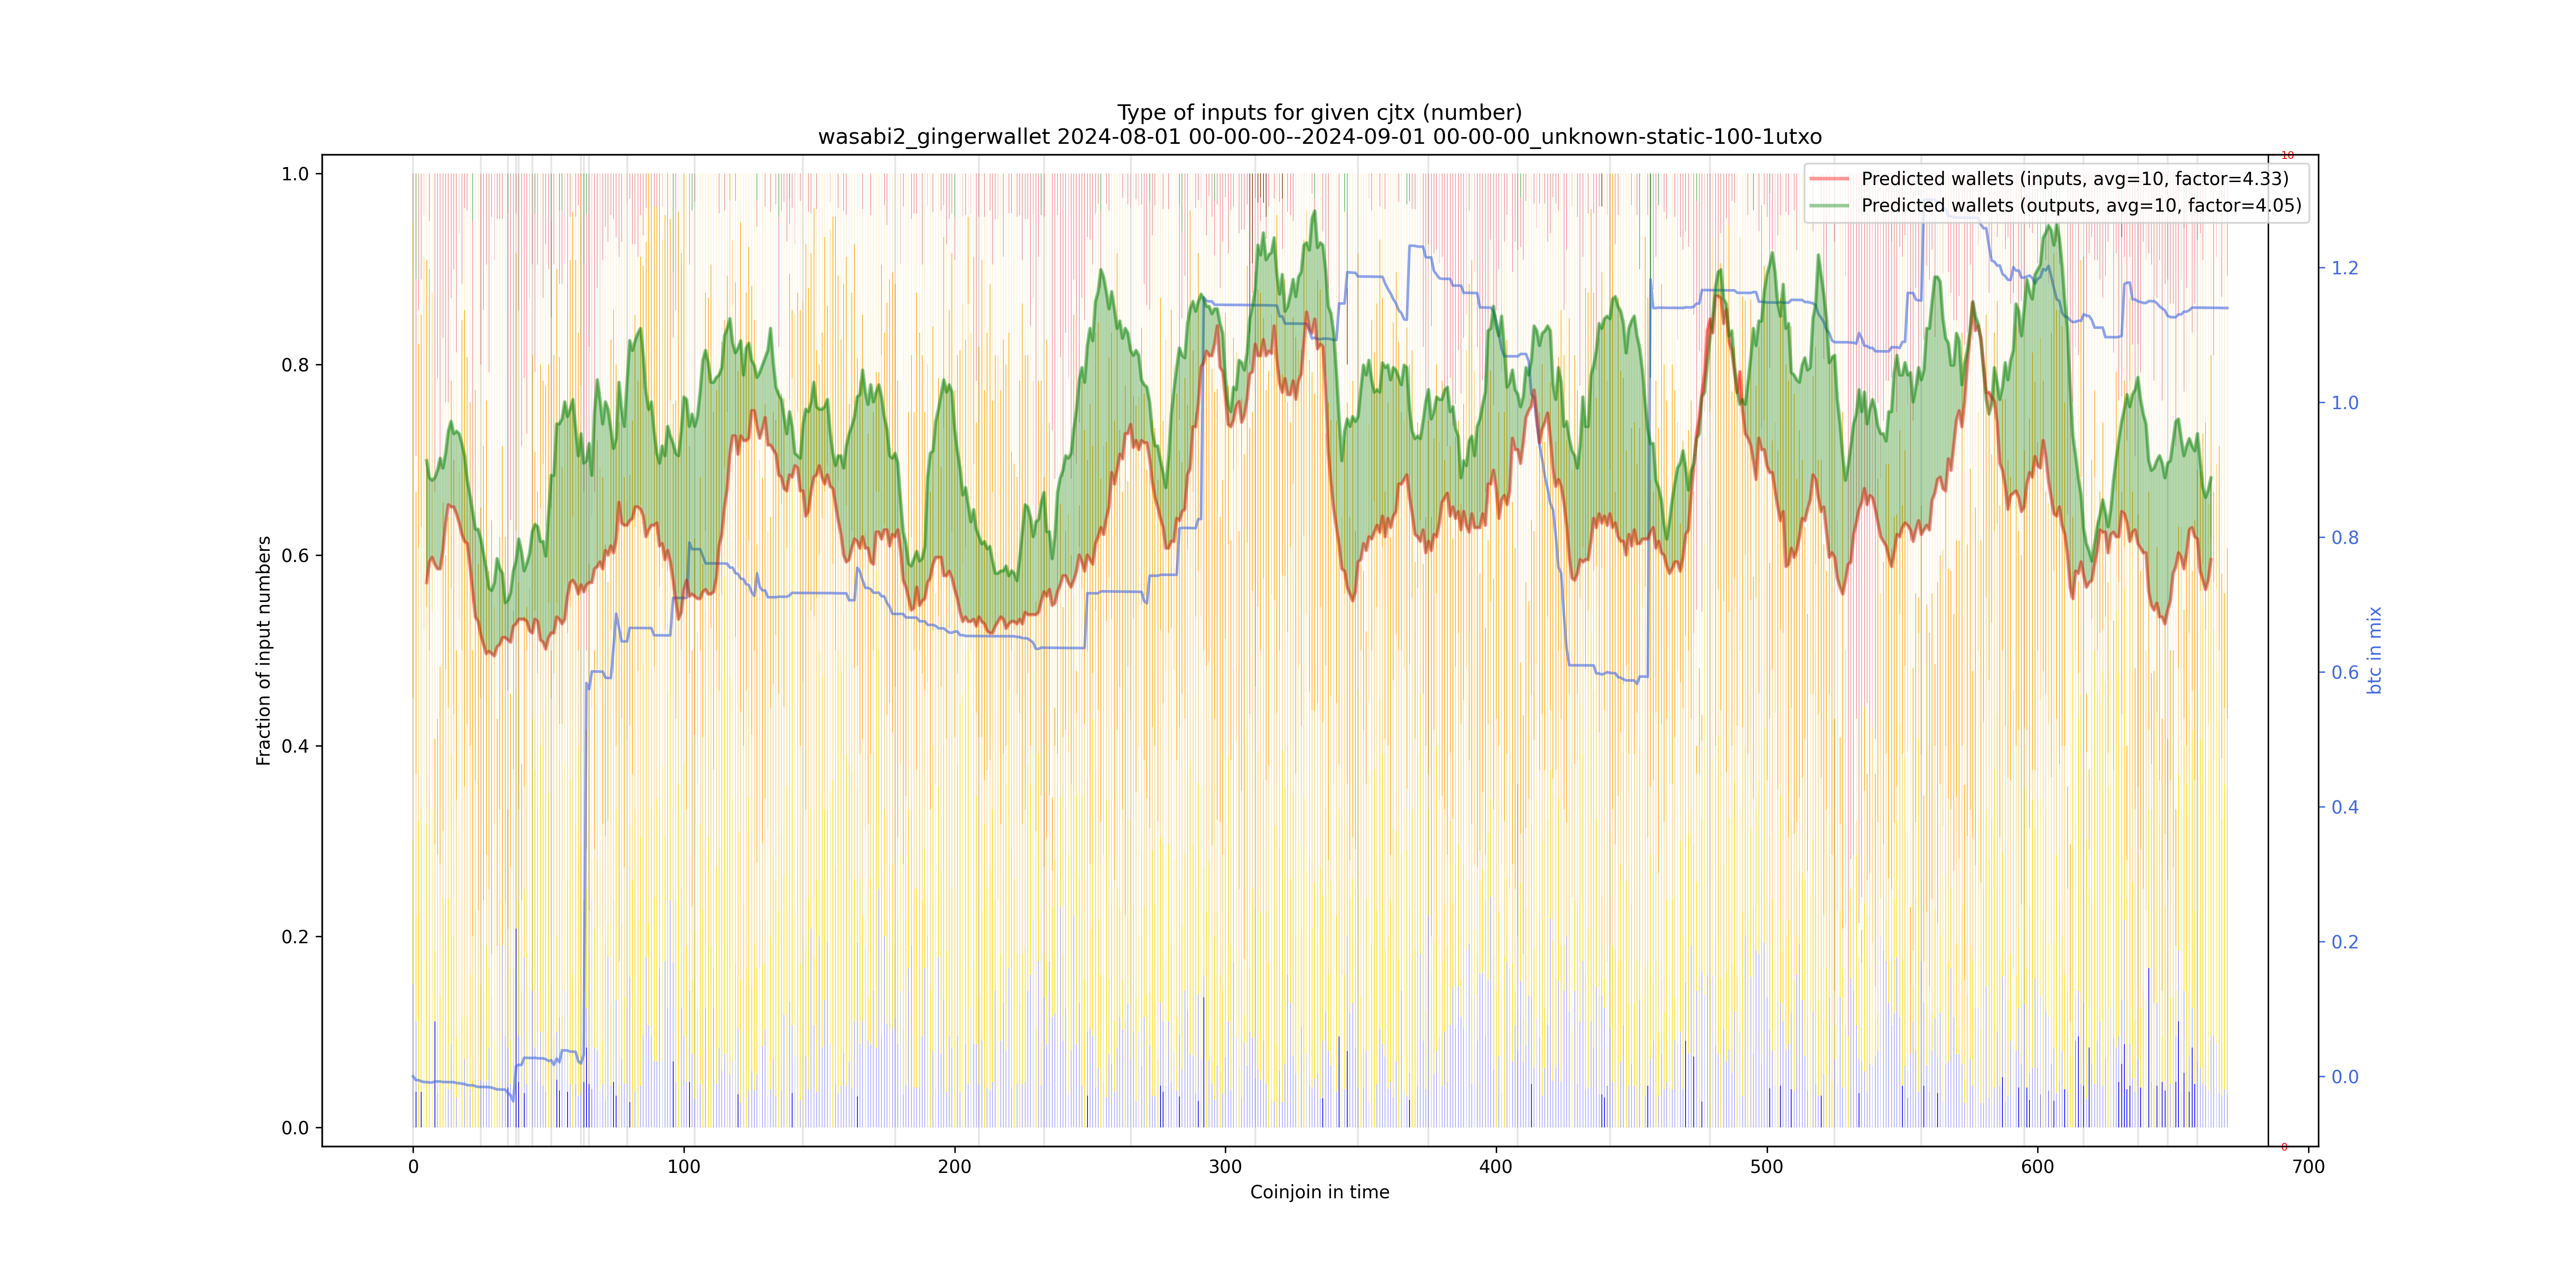 Type of inputs for given cjtx (number)
wasabi2_gingerwallet 2024-08-01 00-00-00--2024-09-01 00-00-00_unknown-static-100-1utxo
10
Predicted wallets (inputs, avg=10, factor=4.33)
Predicted wallets (outputs, avg=10, factor=4.05)
1.0
0.8
0.6
0.4
0.2
0.0
Fraction of input numbers
1.2
1.0
0.8
0.6
0.4
0.2
0.0
btc in mix
0
0 100 200 300 400 500 600 700
Coinjoin in time